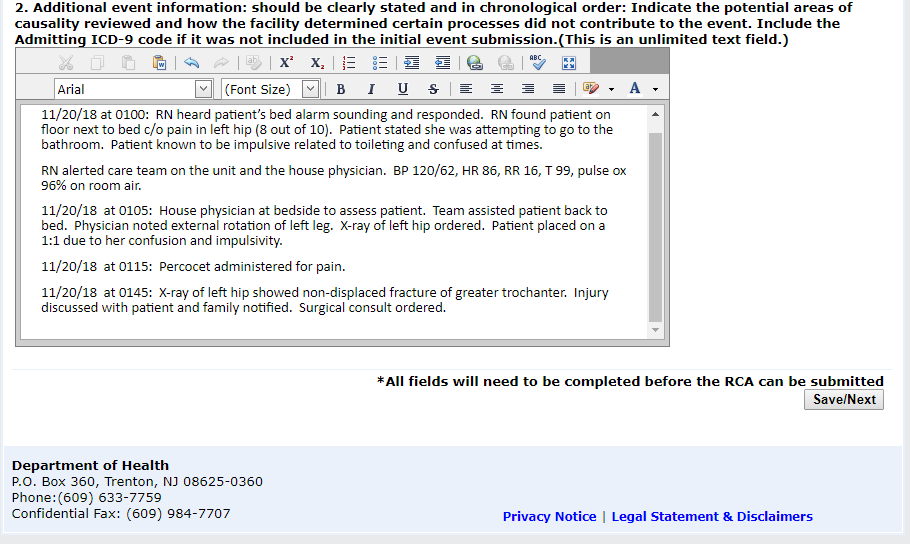 2. Additional event information: should be clearly stated and in chronological order: Indicate the potential areas of
causality reviewed and how the facility determined certain processes did not contribute to the event. Include the
Admitting ICD-9 code if it was not included in the initial event submission.(This is an unlimited text field.)
ab X² X₂ ABC
Arial (Font Size) B I U S A
11/20/18 at 0100: RN heard patient's bed alarm sounding and responded. RN found patient on
floor next to bed c/o pain in left hip (8 out of 10). Patient stated she was attempting to go to the
bathroom. Patient known to be impulsive related to toileting and confused at times.
RN alerted care team on the unit and the house physician. BP 120/62, HR 86, RR 16, T 99, pulse ox
96% on room air.
11/20/18 at 0105: House physician at bedside to assess patient. Team assisted patient back to
bed. Physician noted external rotation of left leg. X-ray of left hip ordered. Patient placed on a
1:1 due to her confusion and impulsivity.
11/20/18 at 0115: Percocet administered for pain.
11/20/18 at 0145: X-ray of left hip showed non-displaced fracture of greater trochanter. Injury
discussed with patient and family notified. Surgical consult ordered.
*All fields will need to be completed before the RCA can be submitted
Save/Next
Department of Health
P.O. Box 360, Trenton, NJ 08625-0360
Phone:(609) 633-7759
Confidential Fax: (609) 984-7707
Privacy Notice | Legal Statement & Disclaimers